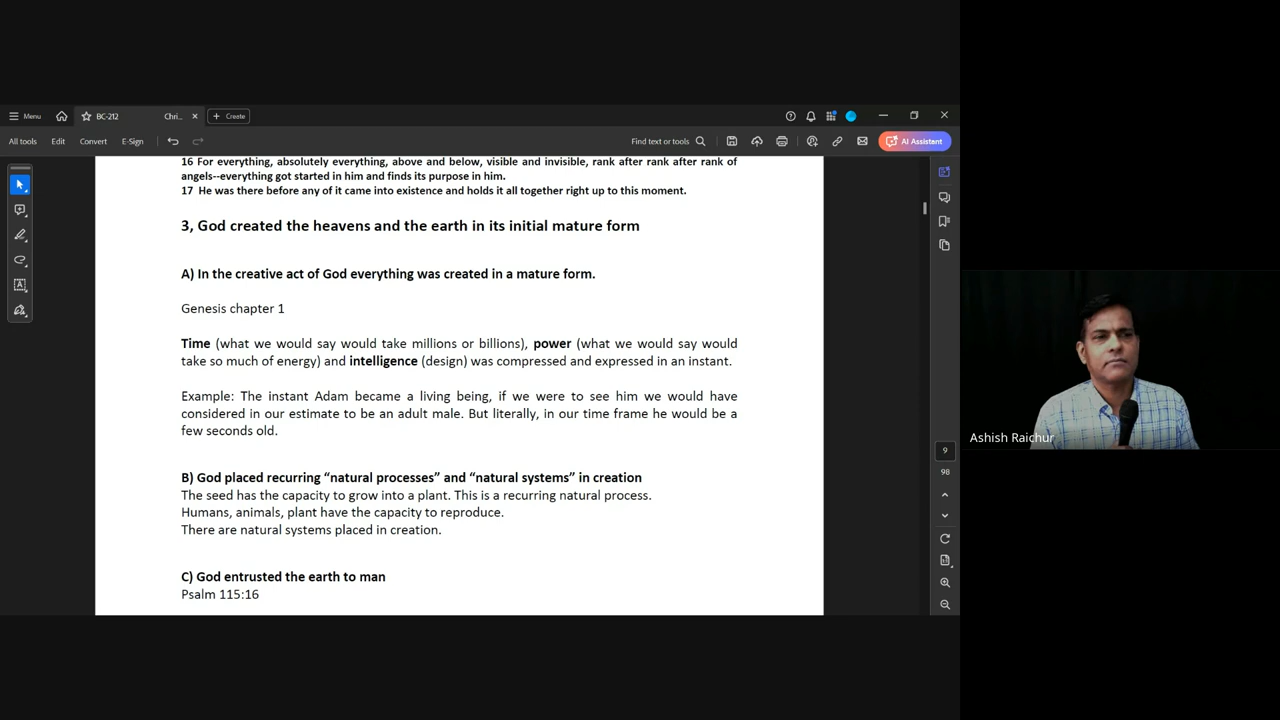 Menu
BC-212
Chri...
Create
All tools
Edit
Convert
E-Sign
Find text or tools
AI Assistant
16 For everything, absolutely everything, above and below, visible and invisible, rank after rank after rank of
angels--everything got started in him and finds its purpose in him.
17 He was there before any of it came into existence and holds it all together right up to this moment.
3, God created the heavens and the earth in its initial mature form
A) In the creative act of God everything was created in a mature form.
Genesis chapter 1
Time (what we would say would take millions or billions), power (what we would say would
take so much of energy) and intelligence (design) was compressed and expressed in an instant.
Example: The instant Adam became a living being, if we were to see him we would have
considered in our estimate to be an adult male. But literally, in our time frame he would be a
few seconds old.
B) God placed recurring “natural processes” and “natural systems” in creation
The seed has the capacity to grow into a plant. This is a recurring natural process.
Humans, animals, plant have the capacity to reproduce.
There are natural systems placed in creation.
C) God entrusted the earth to man
Psalm 115:16
9
98
Ashish Raichur